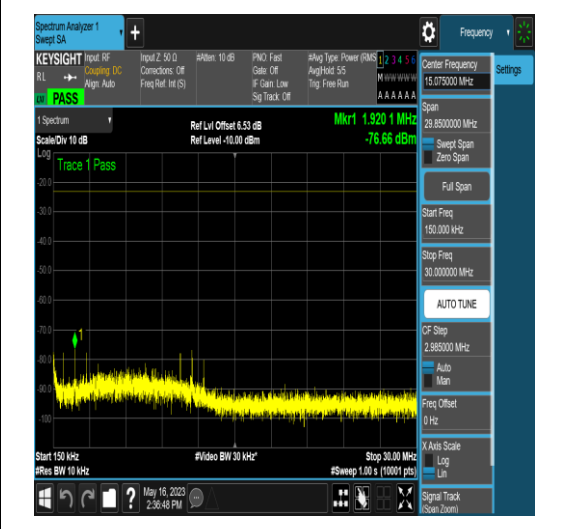 Spectrum Analyzer 1
Swept SA
+
Frequency
KEYSIGHT
Input: RF
Coupling: DC
Align: Auto
RL
PASS
Input Z: 50 Ω
Corrections: Off
Freq Ref: Int (S)
#Atten: 10 dB
PNO: Fast
Gate: Off
IF Gain: Low
Sig Track: Off
#Avg Type: Power (RMS
Avg|Hold: 5/5
Trig: Free Run
1 2 3 4 5 6
M W W W W W
A A A A A A
Center Frequency
15.075000 MHz
Settings
Span
29.8500000 MHz
Swept Span
Zero Span
Full Span
Start Freq
150.000 kHz
Stop Freq
30.000000 MHz
AUTO TUNE
CF Step
2.985000 MHz
Auto
Man
Freq Offset
0 Hz
X Axis Scale
Log
Lin
Signal Track
(Span Zoom)
1 Spectrum
Scale/Div 10 dB
Ref Lvl Offset 6.53 dB
Ref Level -10.00 dBm
Mkr1 1.920 1 MHz
-76.66 dBm
Log
Trace 1 Pass
-20.0
-30.0
-40.0
-50.0
-60.0
-70.0
-80.0
-90.0
-100
1
Start 150 kHz
#Res BW 10 kHz
#Video BW 30 kHz*
Stop 30.00 MHz
#Sweep 1.00 s (10001 pts)
?
May 16, 2023
2:36:48 PM